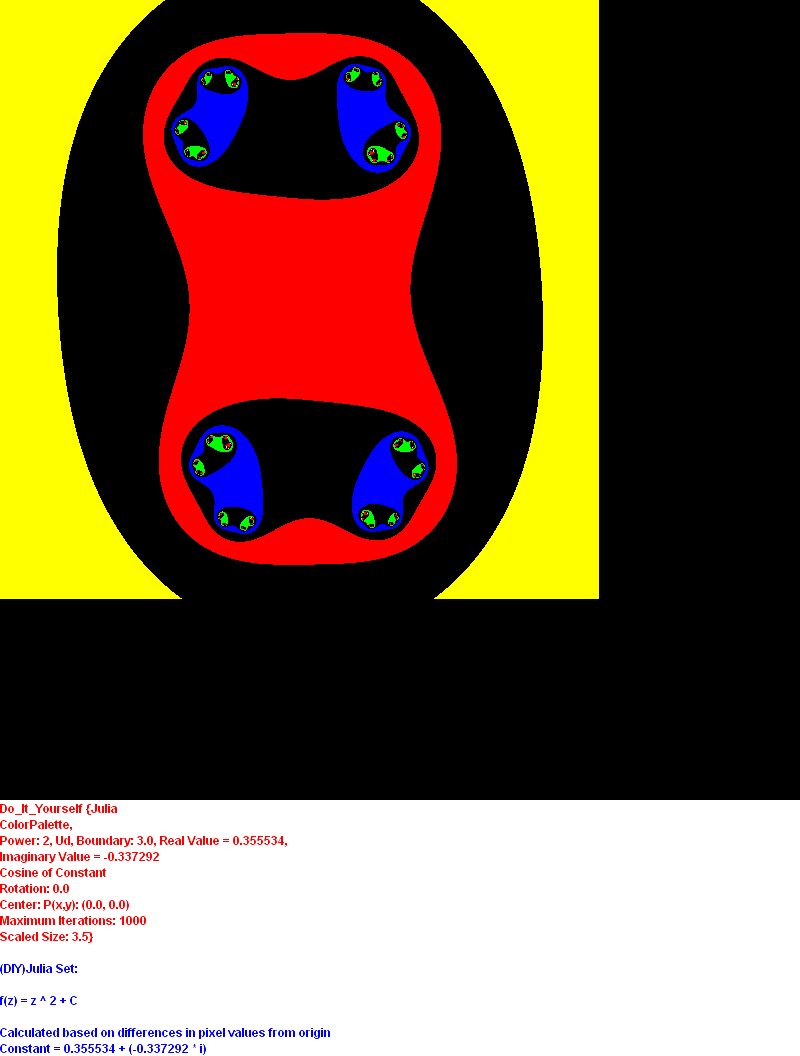 Do_It_Yourself {Julia
ColorPalette,
Power: 2, Ud, Boundary: 3.0, Real Value = 0.355534,
Imaginary Value = -0.337292
Cosine of Constant
Rotation: 0.0
Center: P(x,y): (0.0, 0.0)
Maximum Iterations: 1000
Scaled Size: 3.5}
(DIY)Julia Set:
f(z) = z ^ 2 + C
Calculated based on differences in pixel values from origin
Constant = 0.355534 + (-0.337292 * i)